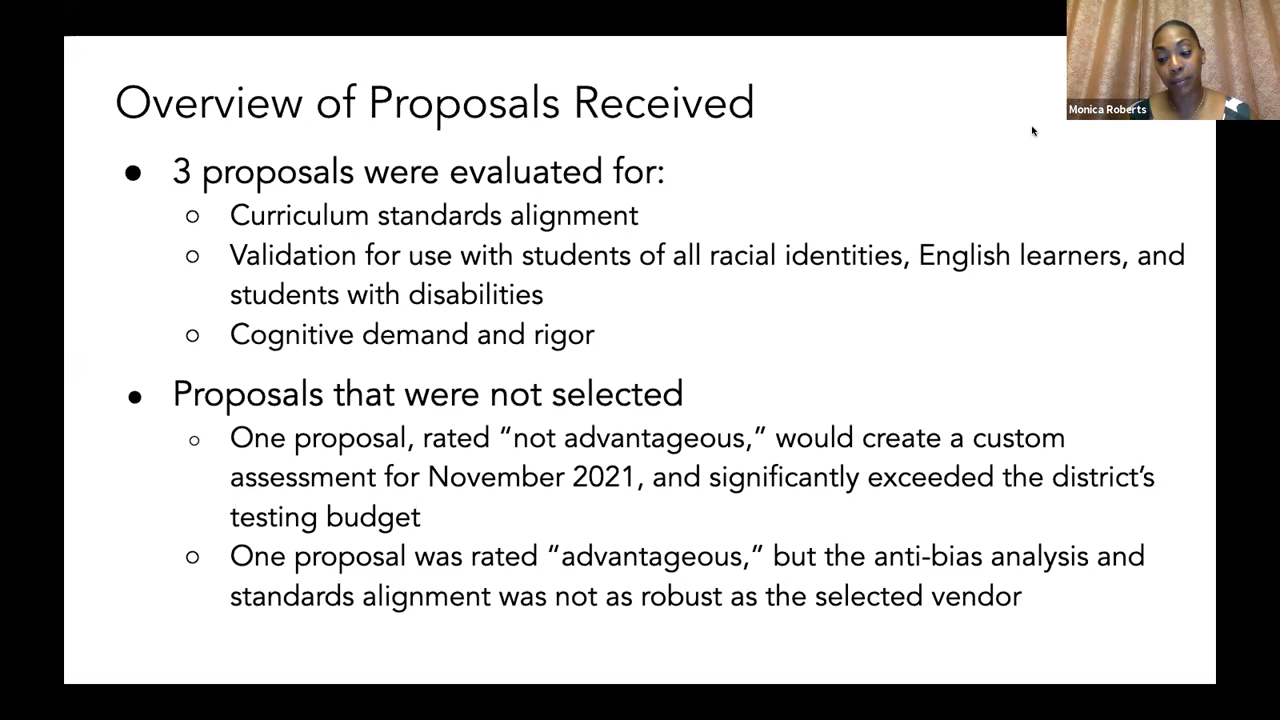 Overview of Proposals Received
Monica Roberts
● 3 proposals were evaluated for:
○ Curriculum standards alignment
○ Validation for use with students of all racial identities, English learners, and
students with disabilities
○ Cognitive demand and rigor
● Proposals that were not selected
○ One proposal, rated “not advantageous,” would create a custom
assessment for November 2021, and significantly exceeded the district’s
testing budget
○ One proposal was rated “advantageous,” but the anti-bias analysis and
standards alignment was not as robust as the selected vendor